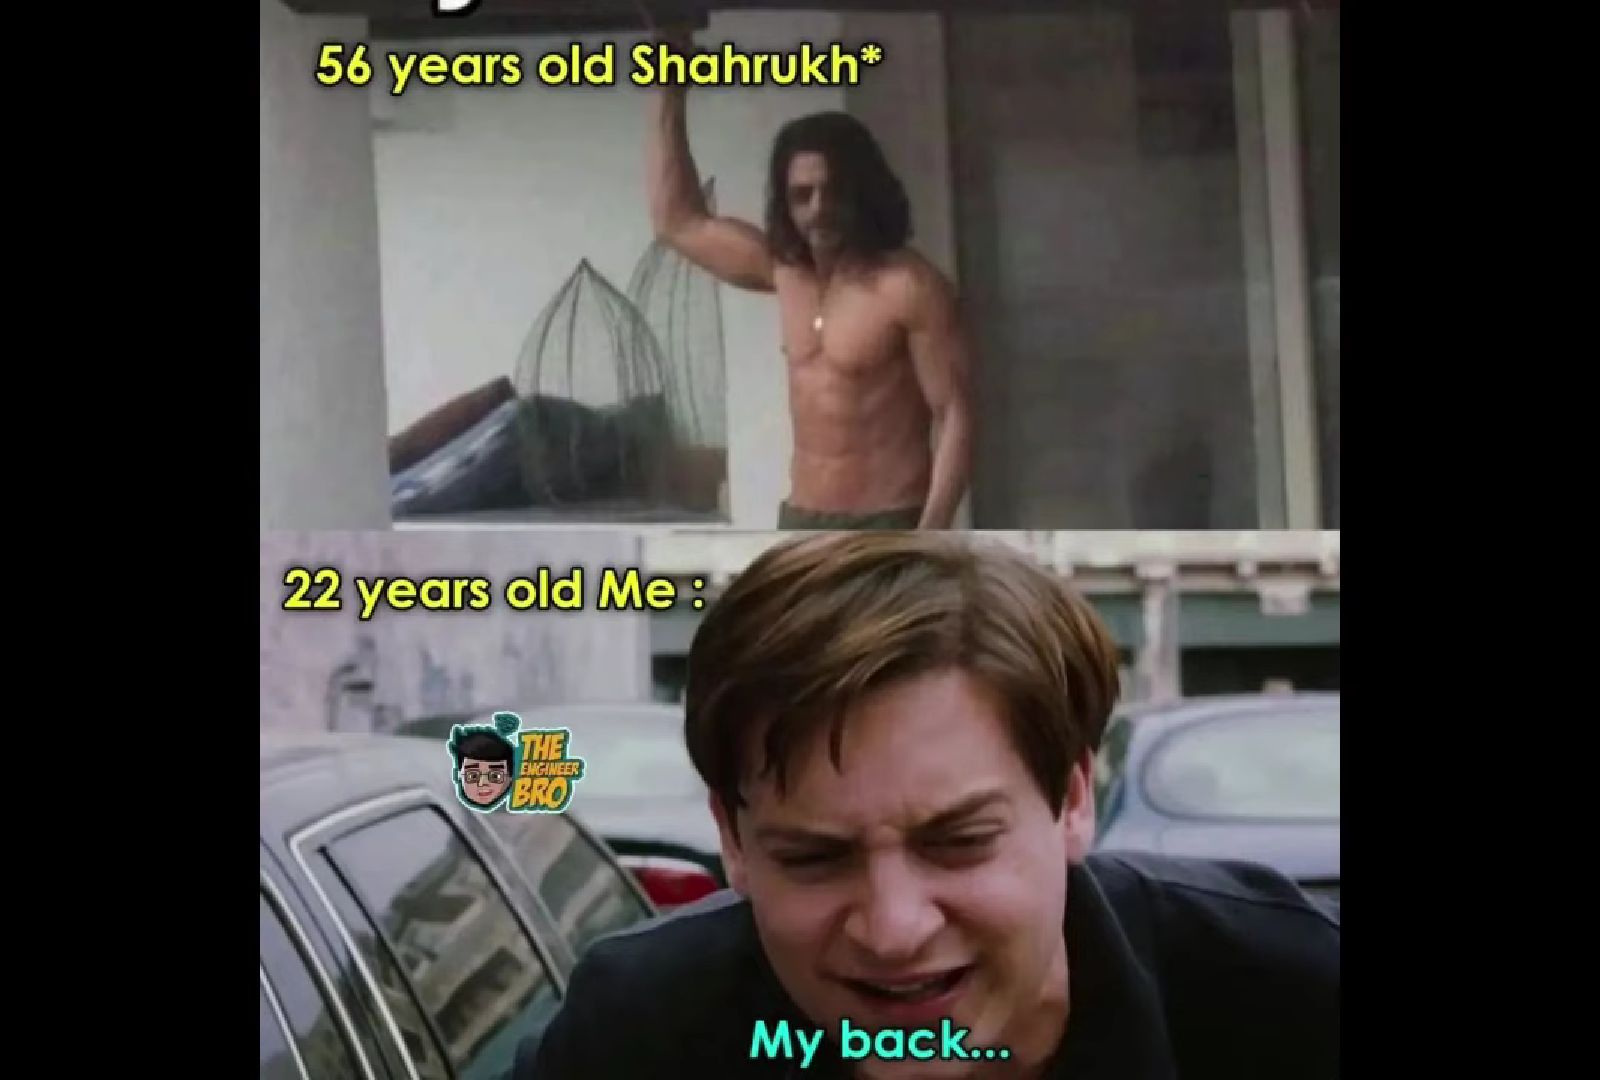 56 years old Shahrukh*
22 years old Me :
THE
ENGINEER
BRO
My back...